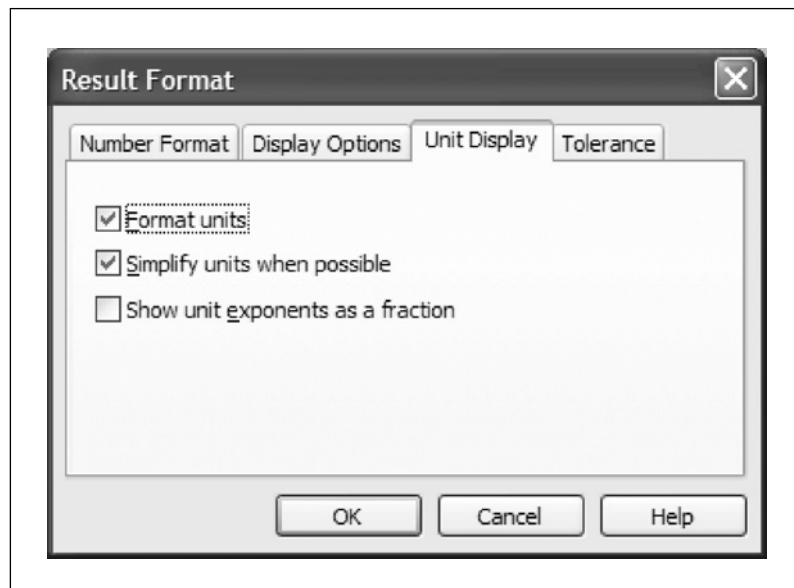 Result Format
Number Format Display Options Unit Display Tolerance
Format units
Simplify units when possible
Show unit exponents as a fraction
OK Cancel Help